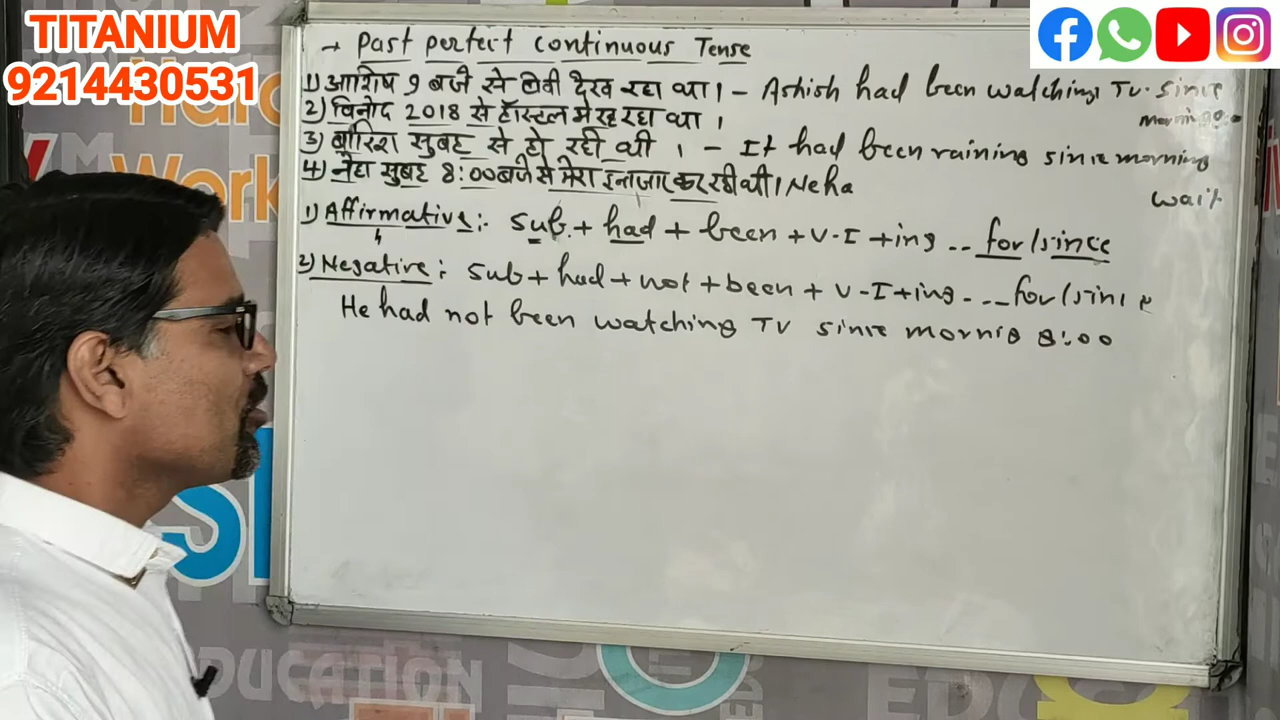 TITANIUM
9214430531
→ Past perfect continuous Tense
1) आशिष 9 बजे से टीवी देख रहा था। - Ashish had been watching Tv. since morning
2) विनोद 2018 से हॉस्टल मे रह रहा था ।
3) बारिश सुबह से हो रही थी । - It had been raining since morning
4) नेहा सुबह 8:00 बजे से मेरा इन्तजार कर रही थी। Neha
wait
1) Affirmative:- sub. + had + been + V-I + ing -- for/since
2) Negative: sub + had + not + been + V-I + ing - -- for/since
He had not been watching TV since morning 8:00
Work
EDUCATION